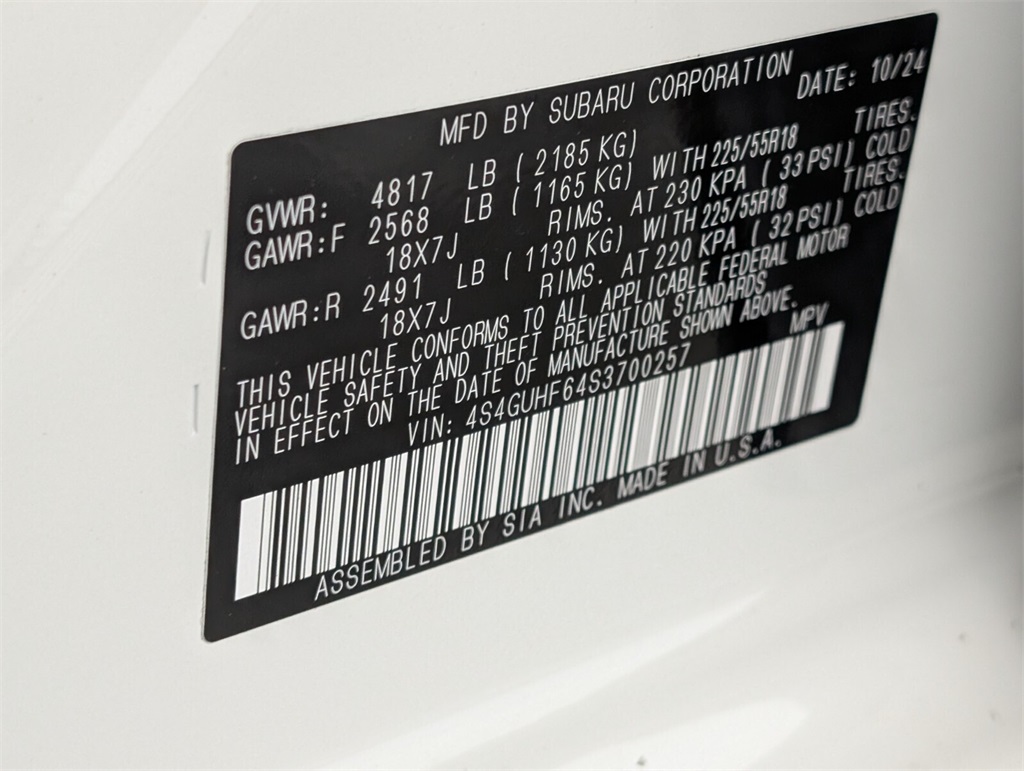 MFD BY SUBARU CORPORATION
DATE: 10/24
GVWR: 4817 LB ( 2185 KG)
GAWR:F 2568 LB ( 1165 KG) WITH 225/55R18 TIRES.
18X7J RIMS. AT 230 KPA ( 33 PSI) COLD
GAWR:R 2491 LB ( 1130 KG) WITH 225/55R18 TIRES.
18X7J RIMS. AT 220 KPA ( 32 PSI) COLD
THIS VEHICLE CONFORMS TO ALL APPLICABLE FEDERAL MOTOR
VEHICLE SAFETY AND THEFT PREVENTION STANDARDS
IN EFFECT ON THE DATE OF MANUFACTURE SHOWN ABOVE.
VIN: 4S4GUHF64S3700257 MPV
ASSEMBLED BY SIA INC. MADE IN U.S.A.